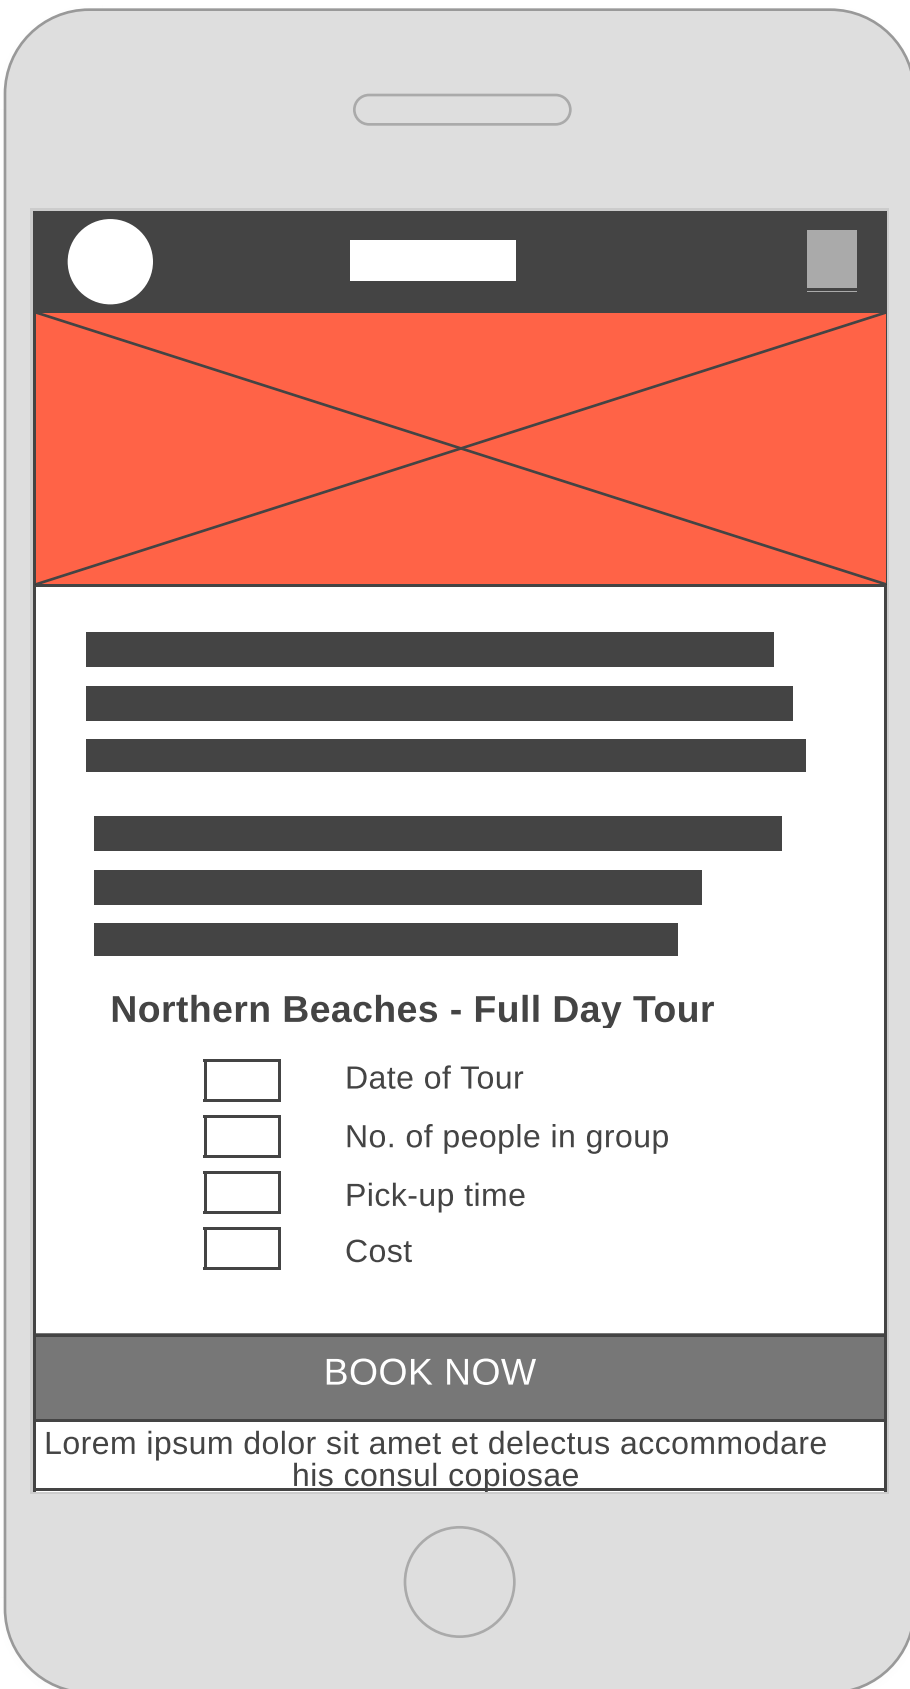 Northern Beaches - Full Day Tour
Date of Tour
No. of people in group
Pick-up time
Cost
BOOK NOW
Lorem ipsum dolor sit amet et delectus accommodare
his consul copiosae